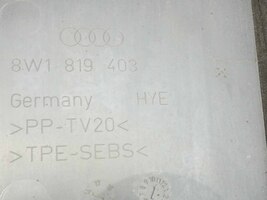 8W1 819 403
Germany H/E
>PP-TV20<
>TPE-SEBS<